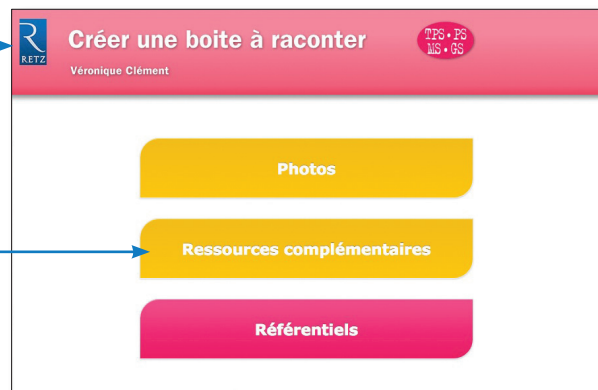 RETZ
Créer une boite à raconter
TPS • PS
MS • GS
Véronique Clément
Photos
Ressources complémentaires
Référentiels